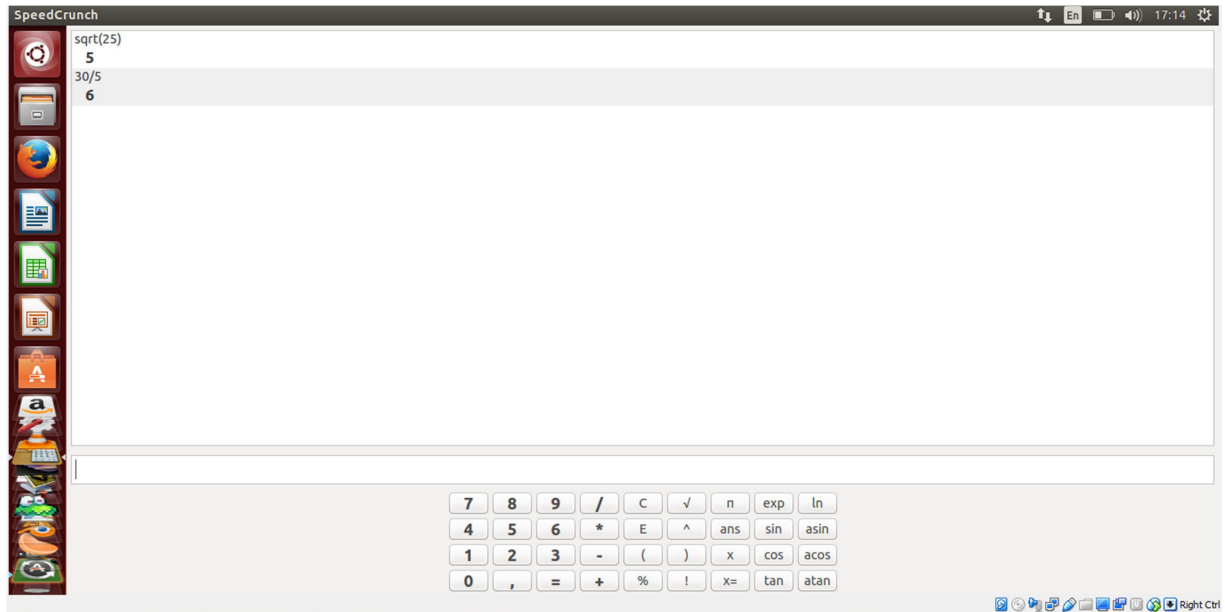 SpeedCrunch
En 17:14
sqrt(25)
5
30/5
6
7 8 9 / C √ π exp ln
4 5 6 * E ^ ans sin asin
1 2 3 - ( ) x cos acos
0 , = + % ! x= tan atan
Right Ctrl